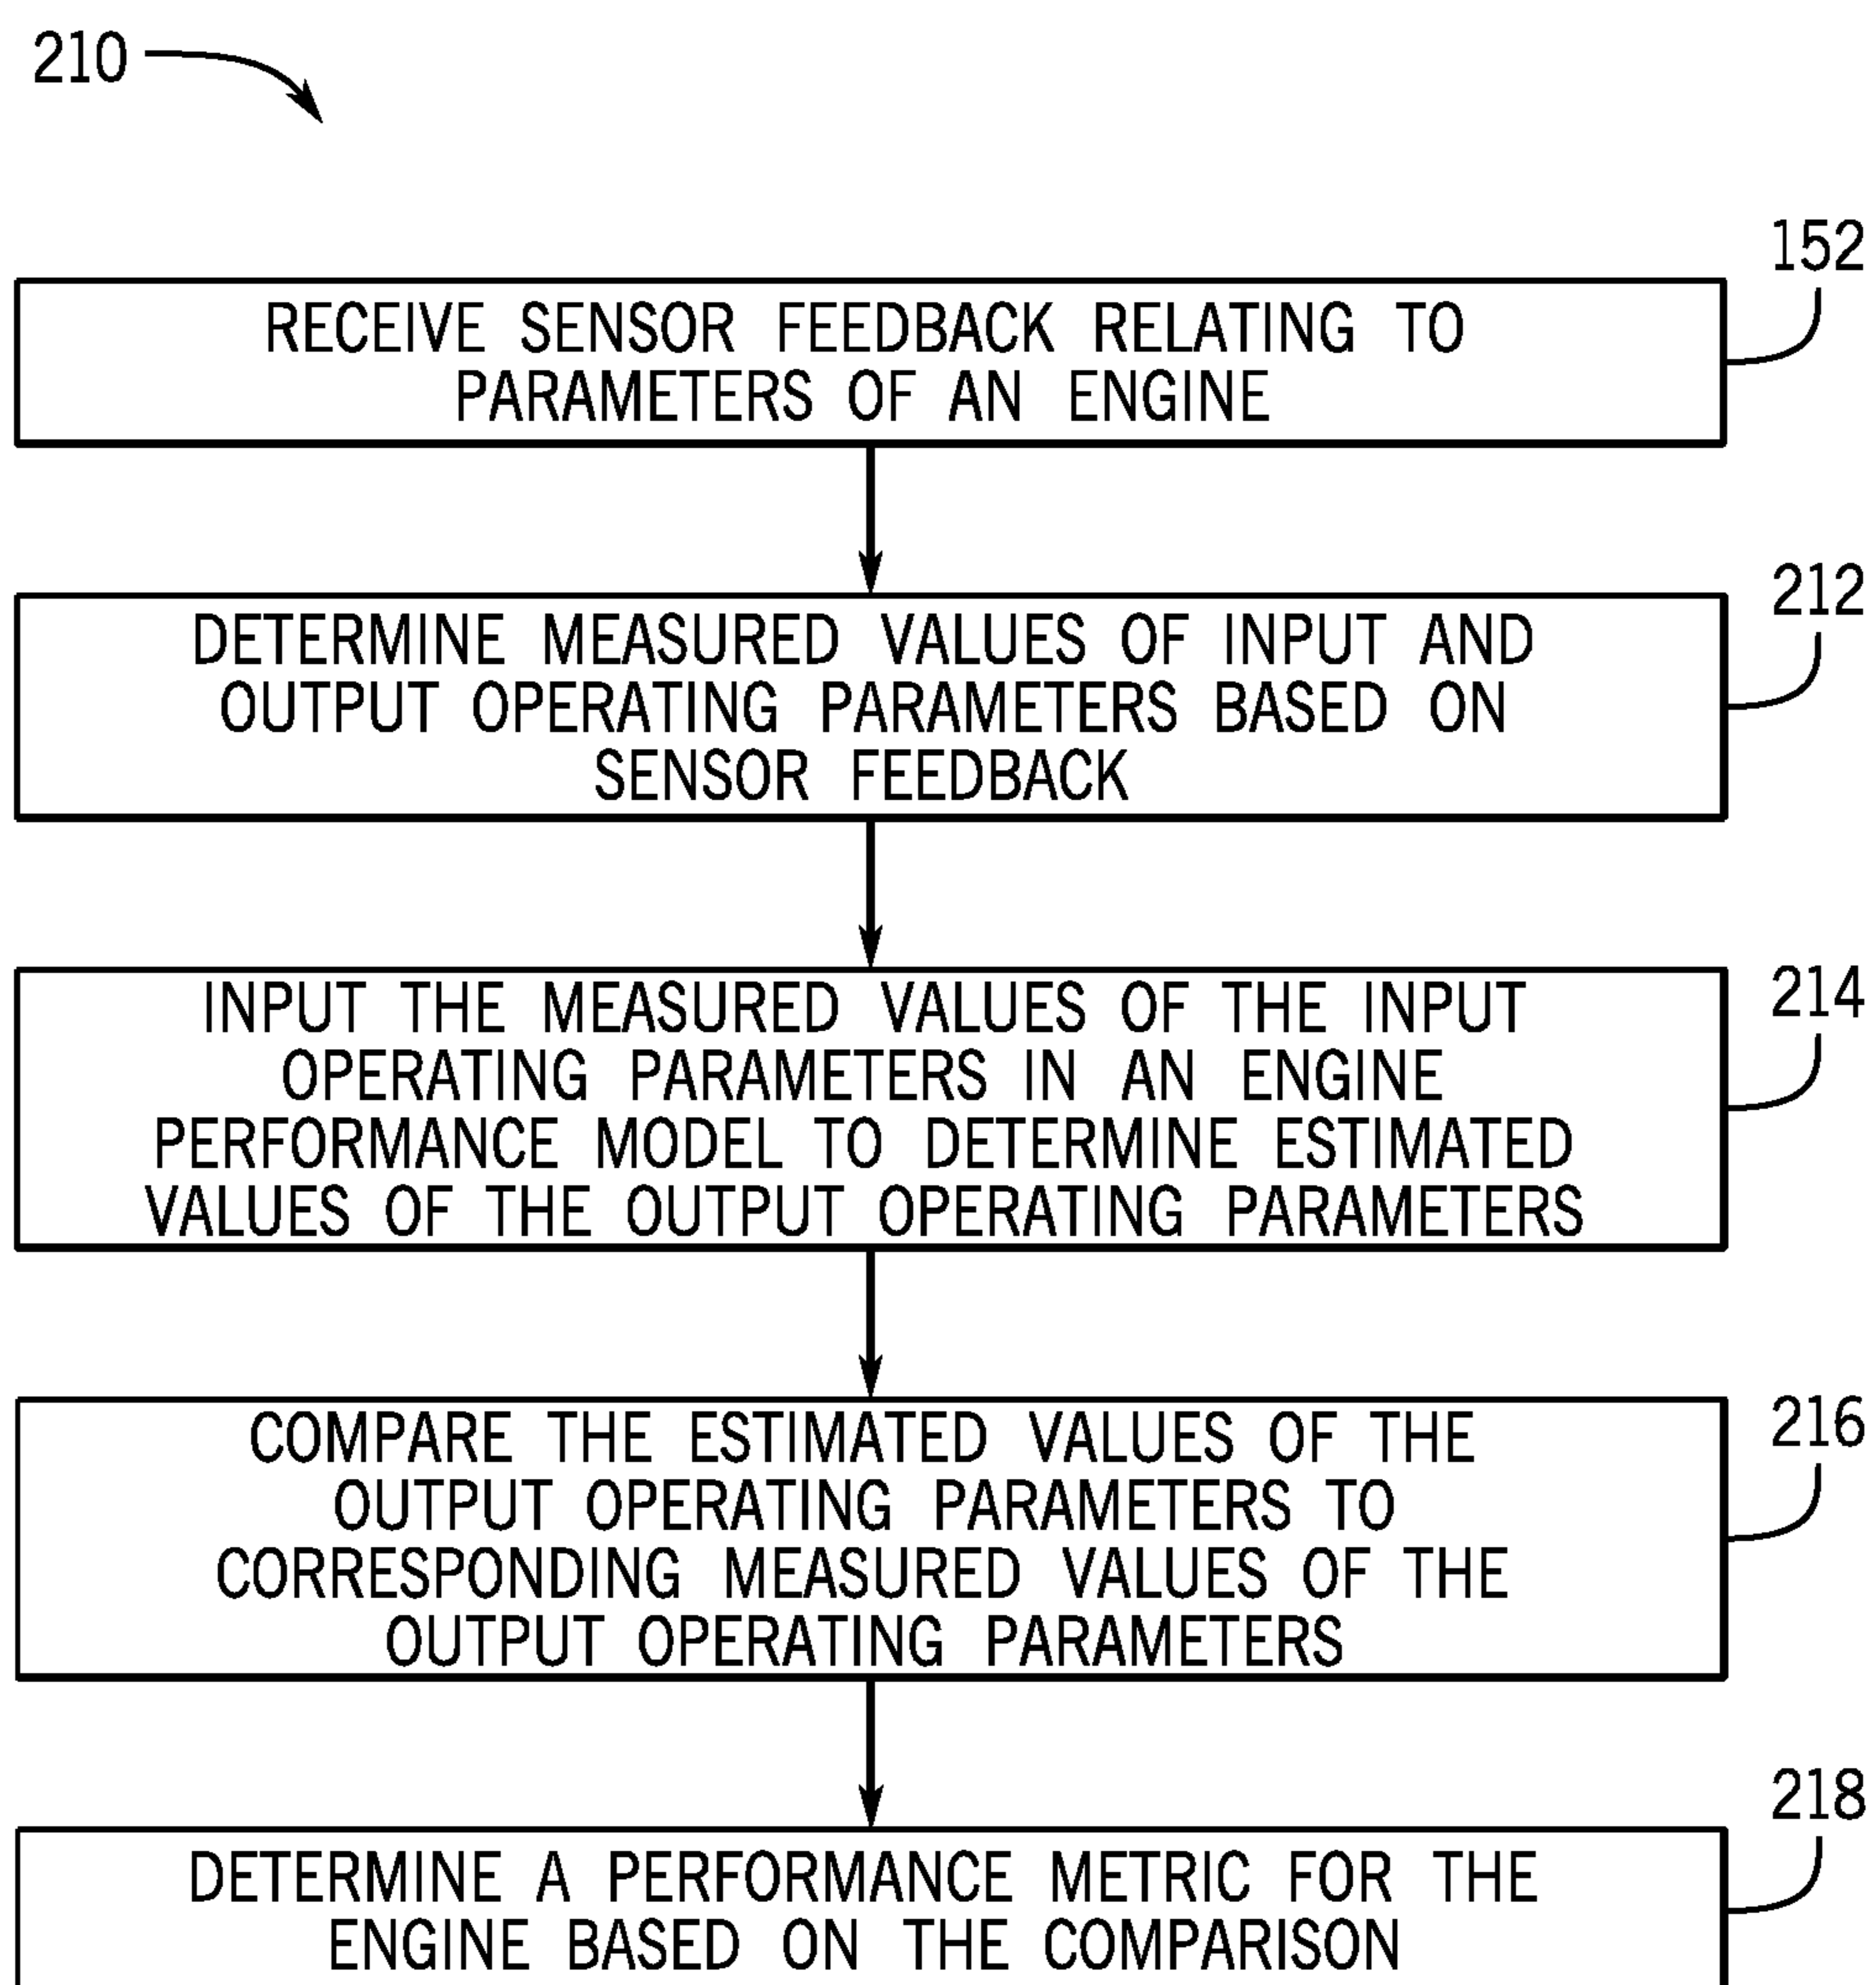 210
152
RECEIVE SENSOR FEEDBACK RELATING TO
PARAMETERS OF AN ENGINE
212
DETERMINE MEASURED VALUES OF INPUT AND
OUTPUT OPERATING PARAMETERS BASED ON
SENSOR FEEDBACK
214
INPUT THE MEASURED VALUES OF THE INPUT
OPERATING PARAMETERS IN AN ENGINE
PERFORMANCE MODEL TO DETERMINE ESTIMATED
VALUES OF THE OUTPUT OPERATING PARAMETERS
216
COMPARE THE ESTIMATED VALUES OF THE
OUTPUT OPERATING PARAMETERS TO
CORRESPONDING MEASURED VALUES OF THE
OUTPUT OPERATING PARAMETERS
218
DETERMINE A PERFORMANCE METRIC FOR THE
ENGINE BASED ON THE COMPARISON